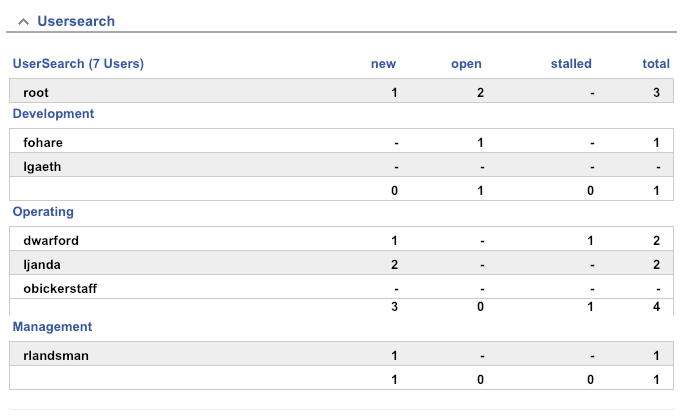 Usersearch
UserSearch (7 Users) new open stalled total
root 1 2 - 3
Development
fohare - 1 - 1
lgaeth - - - -
0 1 0 1
Operating
dwarford 1 - 1 2
ljanda 2 - - 2
obickerstaff - - - -
3 0 1 4
Management
rlandsman 1 - - 1
1 0 0 1